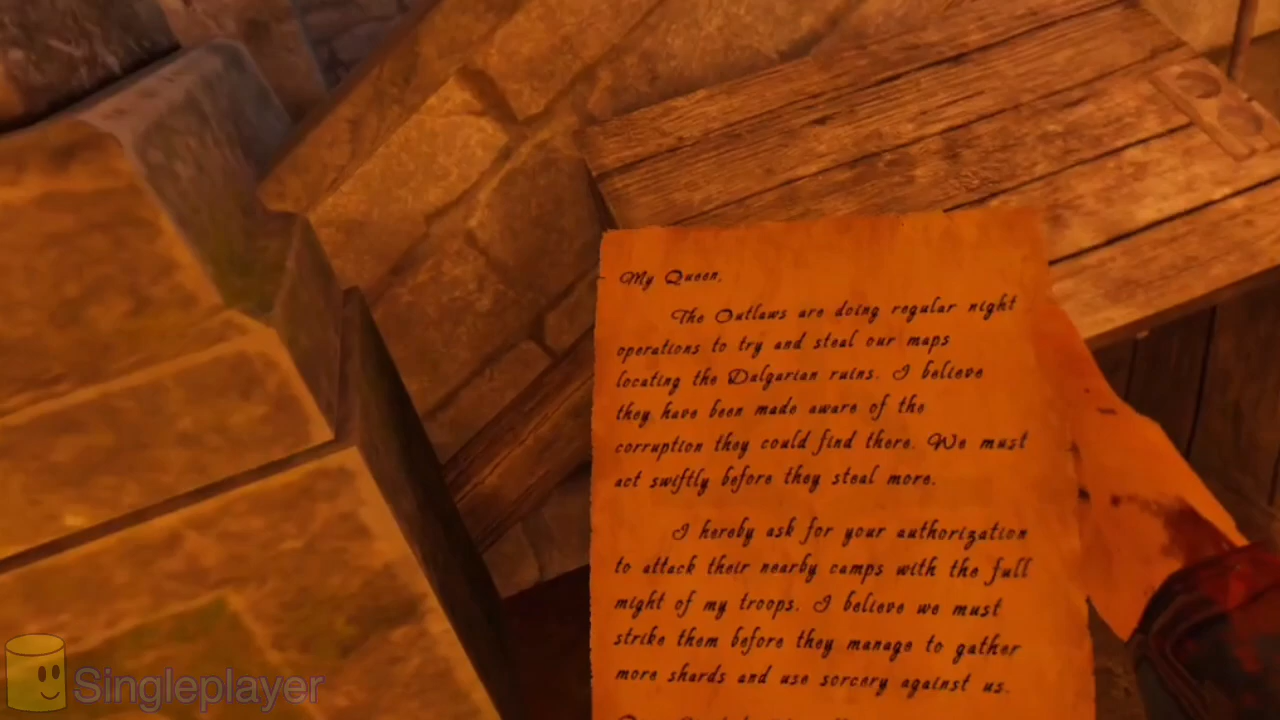 My Queen,
The Outlaws are doing regular night
operations to try and steal our maps
locating the Dalgurian ruins. I believe
they have been made aware of the
corruption they could find there. We must
act swiftly before they steal more.
I hereby ask for your authorization
to attack their nearby camps with the full
might of my troops. I believe we must
strike them before they manage to gather
more shards and use sorcery against us.
Singleplayer